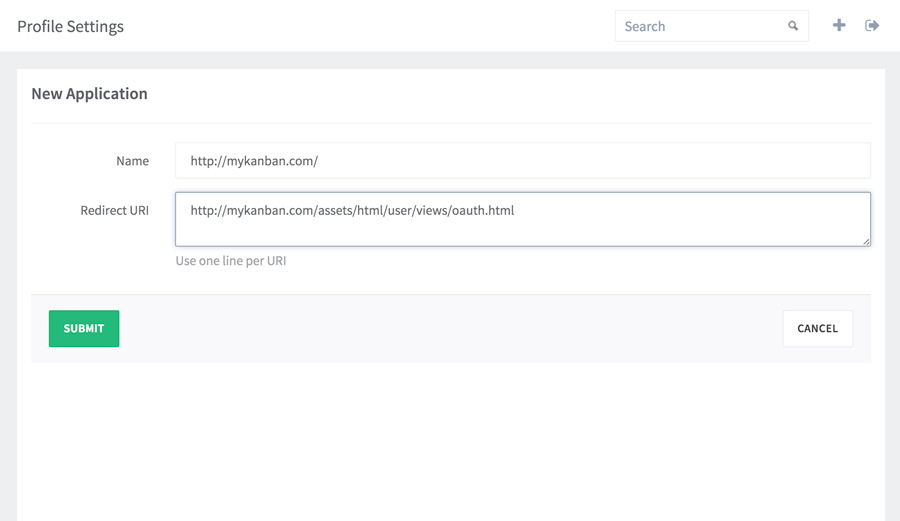 Profile Settings
Search
New Application
Name
http://mykanban.com/
Redirect URI
http://mykanban.com/assets/html/user/views/oauth.html
Use one line per URI
SUBMIT
CANCEL